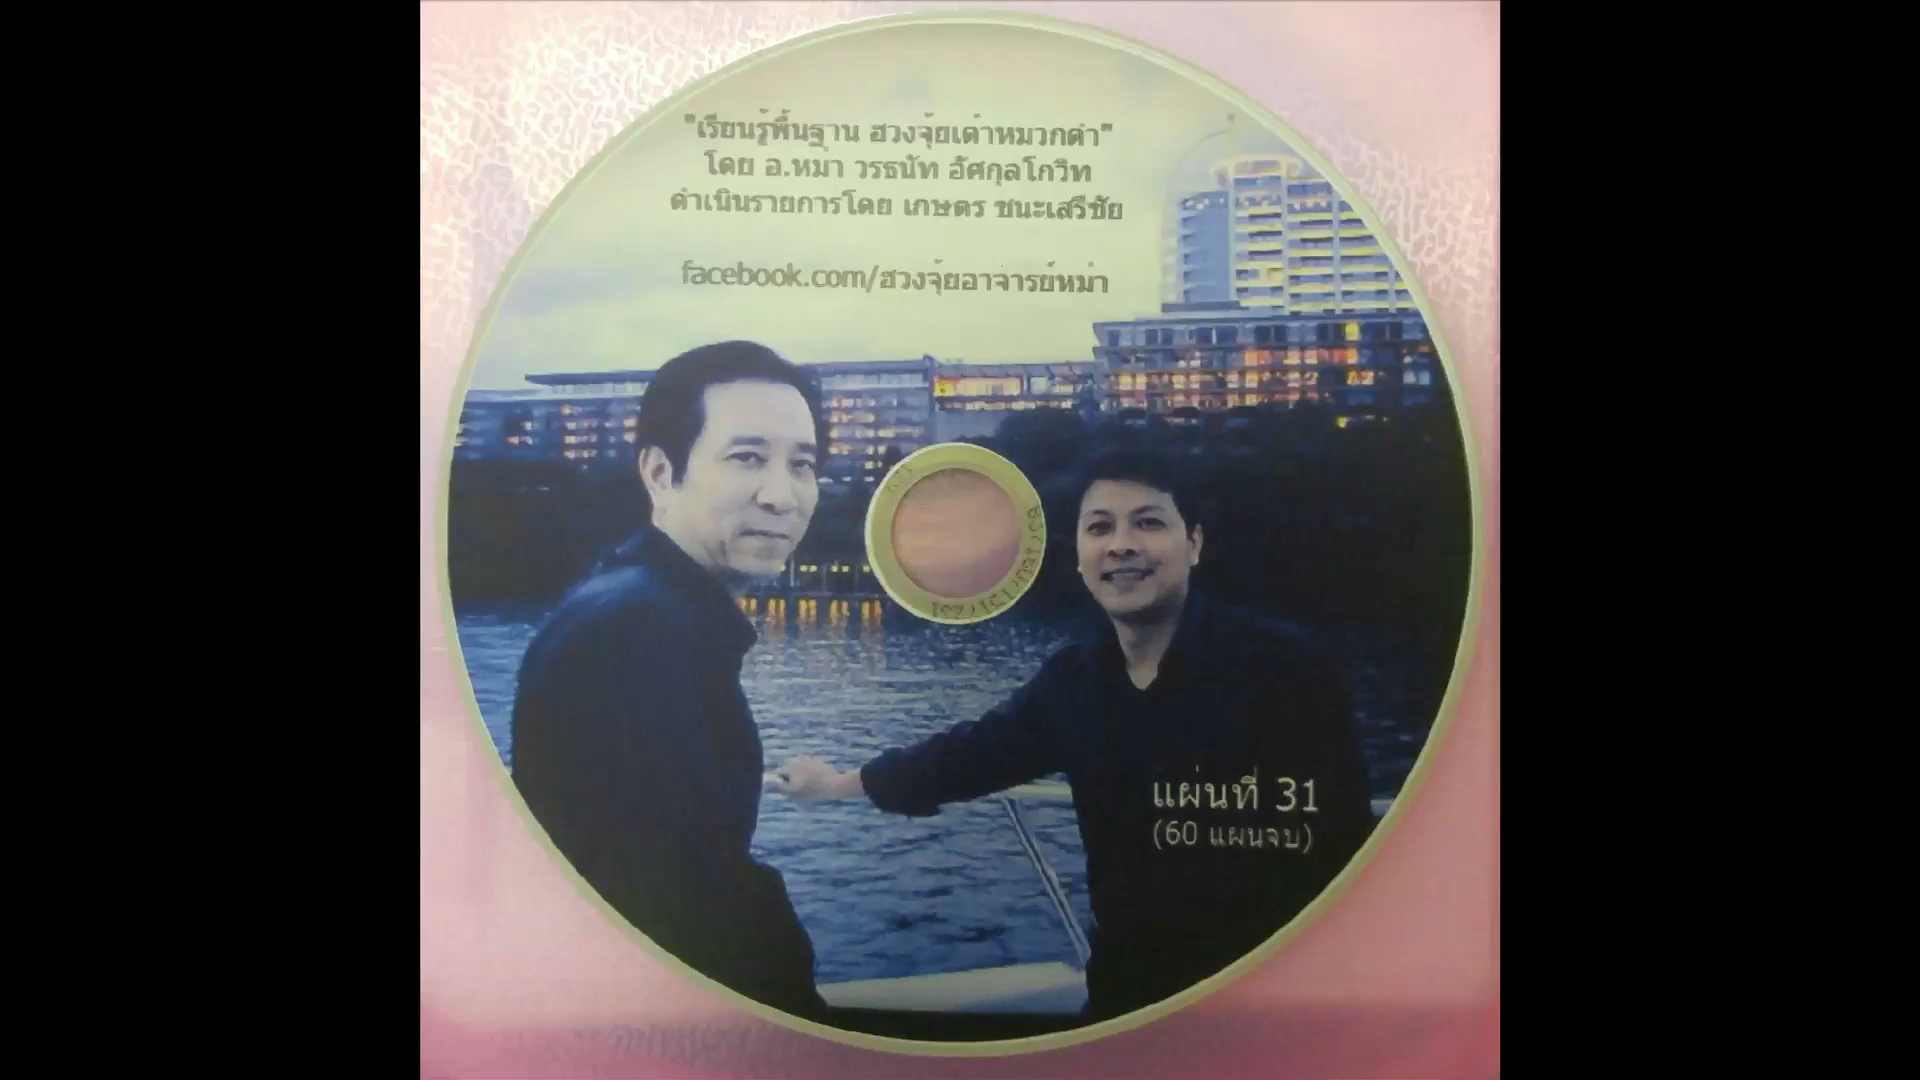 "เรียนรู้พื้นฐาน ฮวงจุ้ยเต๋าหมวกดำ"
โดย อ.หม่า วรธนัท อัศกุลโกวิท
ดำเนินรายการโดย เกษตร ชนะเสรีชัย
facebook.com/ฮวงจุ้ยอาจารย์หม่า
แผ่นที่ 31
(60 แผ่นจบ)